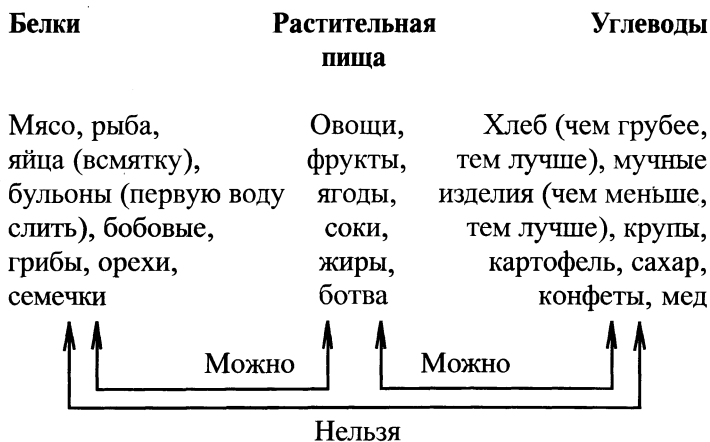 Белки Растительная пища Углеводы
Мясо, рыба,
яйца (всмятку),
бульоны (первую воду
слить), бобовые,
грибы, орехи,
семечки
Овощи,
фрукты,
ягоды,
соки,
жиры,
ботва
Хлеб (чем грубее,
тем лучше), мучные
изделия (чем меньше,
тем лучше), крупы,
картофель, сахар,
конфеты, мед
Можно Можно
Нельзя